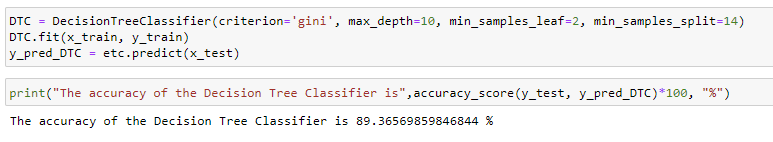 DTC = DecisionTreeClassifier(criterion='gini', max_depth=10, min_samples_leaf=2, min_samples_split=14)
DTC.fit(x_train, y_train)
y_pred_DTC = etc.predict(x_test)
print("The accuracy of the Decision Tree Classifier is",accuracy_score(y_test, y_pred_DTC)*100, "%")
The accuracy of the Decision Tree Classifier is 89.36569859846844 %